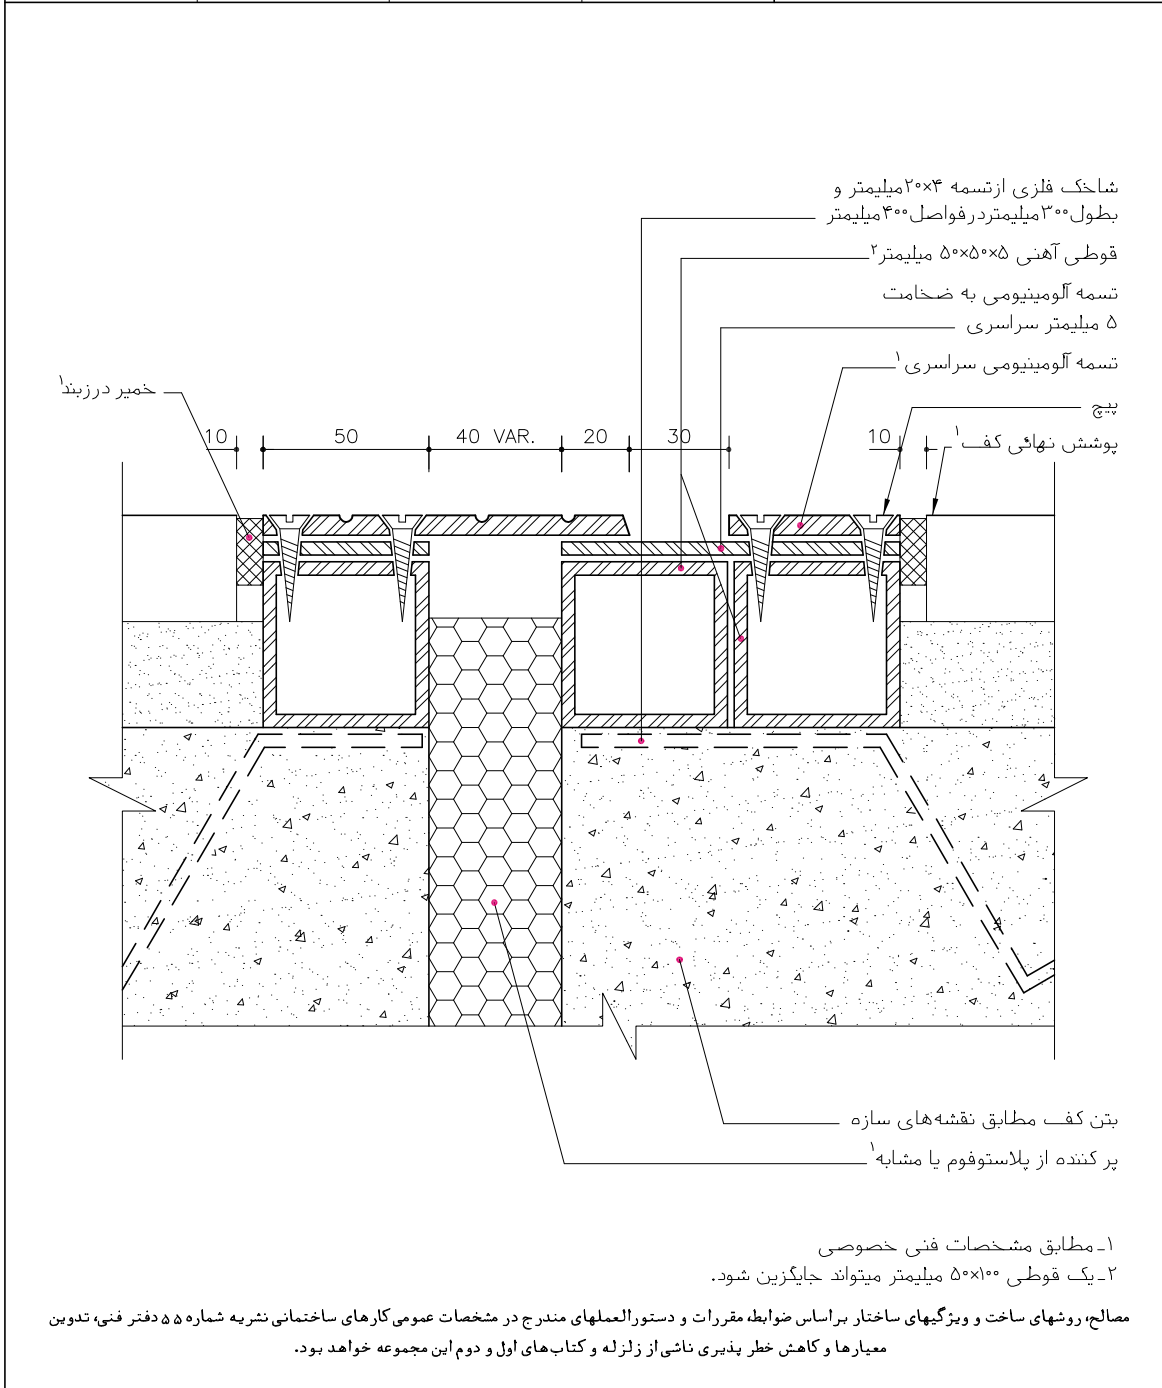 شاخک فلزی ازتسمه ۴×۲۰میلیمتر و
بطول۳۰۰میلیمتردرفواصل۴۰۰میلیمتر
قوطی آهنی ۵×۵۰×۵۰ میلیمتر۲
تسمه آلومینیومی به ضخامت
۵ میلیمتر سراسری
تسمه آلومینیومی سراسری۱
خمیر درزبند۱
پیچ
پوشش نهائی کف۱
10
50
40 VAR.
20
30
10
بتن کف مطابق نقشه‌های سازه
پر کننده از پلاستوفوم یا مشابه۱
۱ـ مطابق مشخصات فنی خصوصی
۲ـ یک قوطی ۱۰۰×۵۰ میلیمتر میتواند جایگزین شود.
مصالح، روشهای ساخت و ویژگیهای ساختار براساس ضوابط، مقررات و دستورالعملهای مندرج در مشخصات عمومی کارهای ساختمانی نشریه شماره ۵۵ دفتر فنی، تدوین
معیارها و کاهش خطر پذیری ناشی از زلزله و کتاب‌های اول و دوم این مجموعه خواهد بود.